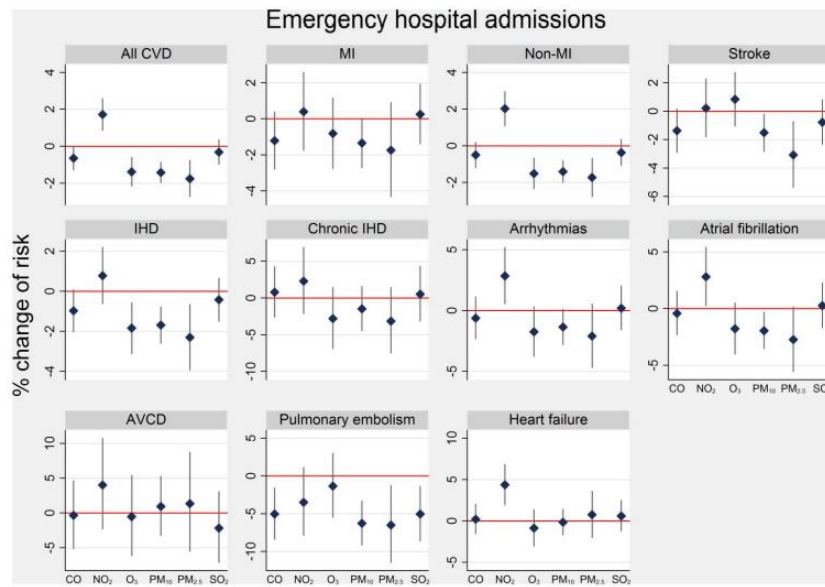 Emergency hospital admissions
% change of risk
All CVD
4
2
0
-2
MI
2
0
-2
-4
Non-MI
4
2
0
-2
Stroke
2
0
-2
-4
-6
IHD
2
0
-2
-4
Chronic IHD
5
0
-5
-10
Arrhythmias
5
0
-5
Atrial fibrillation
5
0
-5
CO NO₂ O₃ PM₁₀ PM₂.₅
AVCD
10
5
0
-5
CO NO₂ O₃ PM₁₀ PM₂.₅ SO₂
Pulmonary embolism
0
-5
-10
CO NO₂ O₃ PM₁₀ PM₂.₅ SO₂
Heart failure
10
5
0
-5
CO NO₂ O₃ PM₁₀ PM₂.₅ SO₂